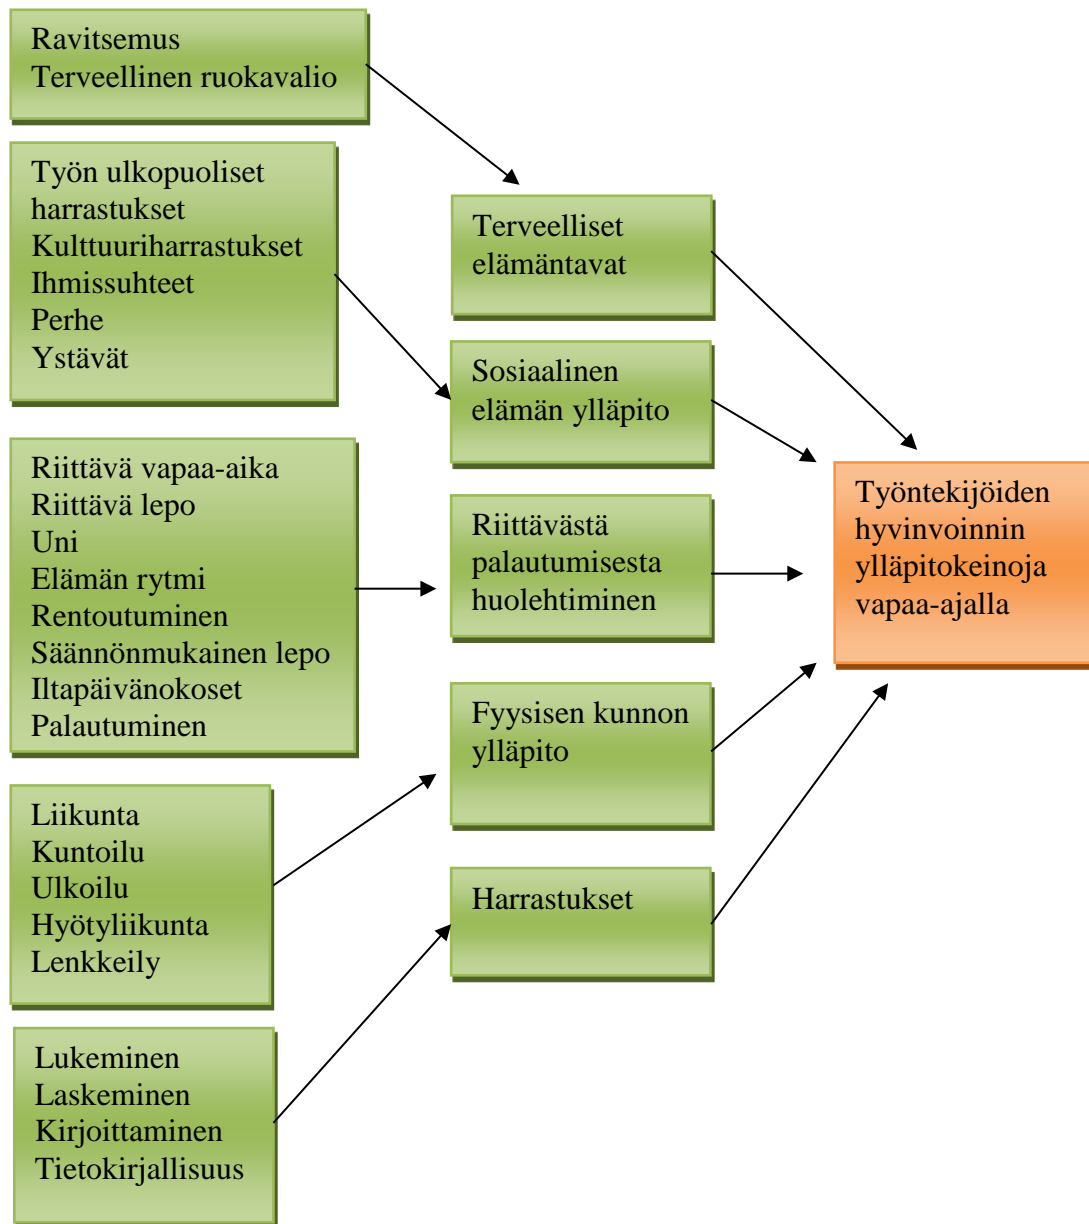 Ravitsemus
Terveellinen ruokavalio
Työn ulkopuoliset
harrastukset
Kulttuuriharrastukset
Ihmissuhteet
Perhe
Ystävät
Riittävä vapaa-aika
Riittävä lepo
Uni
Elämän rytmi
Rentoutuminen
Säännönmukainen lepo
Iltapäivänokoset
Palautuminen
Liikunta
Kuntoilu
Ulkoilu
Hyötyliikunta
Lenkkeily
Lukeminen
Laskeminen
Kirjoittaminen
Tietokirjallisuus
Terveelliset
elämäntavat
Sosiaalinen
elämän ylläpito
Riittävästä
palautumisesta
huolehtiminen
Fyysisen kunnon
ylläpito
Harrastukset
Työntekijöiden
hyvinvoinnin
ylläpitokeinoja
vapaa-ajalla